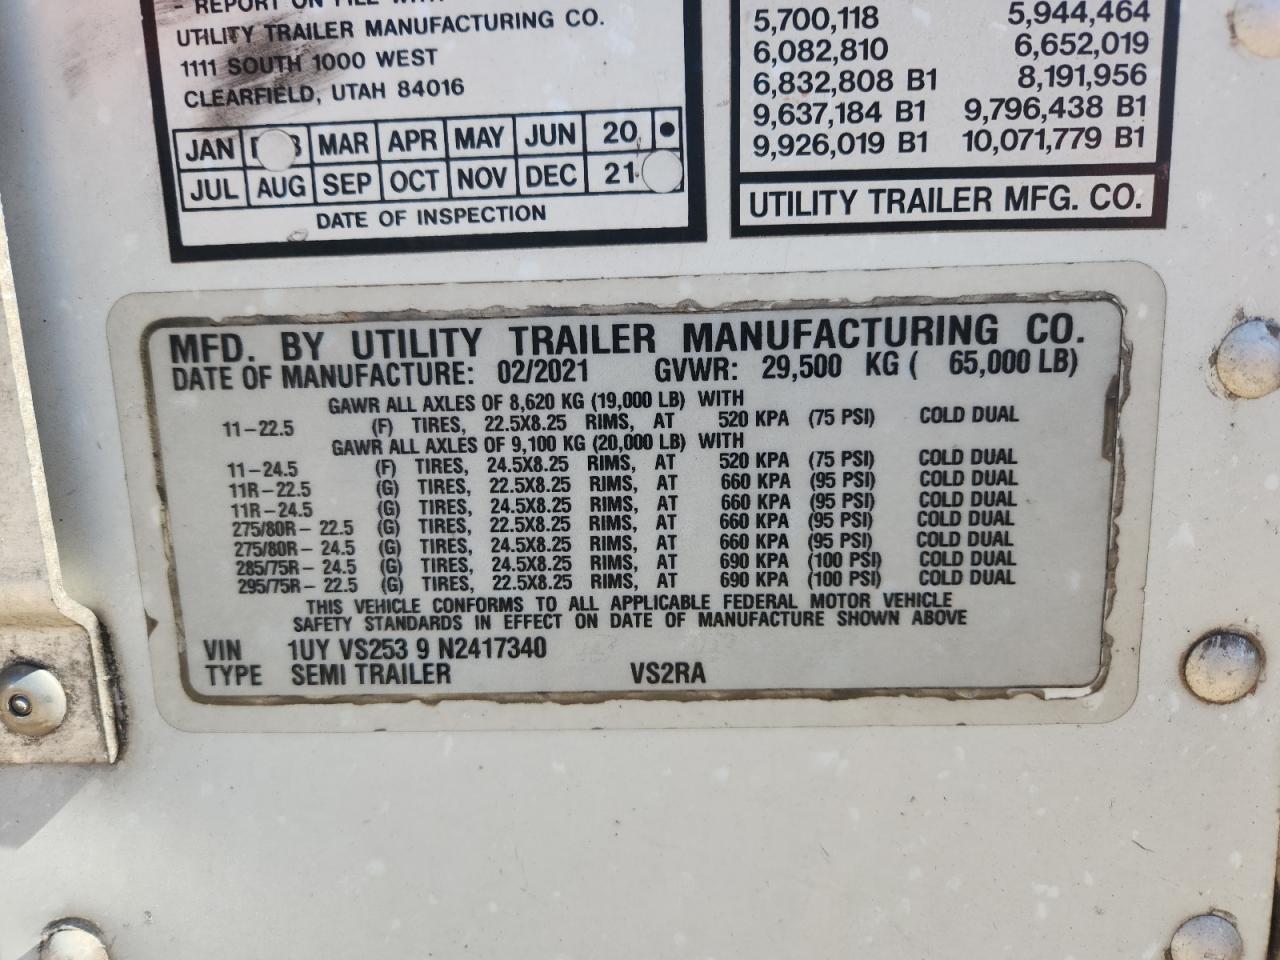 - REPORT ON FILE WITH
UTILITY TRAILER MANUFACTURING CO.
1111 SOUTH 1000 WEST
CLEARFIELD, UTAH 84016
JAN MAR APR MAY JUN 20
JUL AUG SEP OCT NOV DEC 21
DATE OF INSPECTION
5,700,118 5,944,464
6,082,810 6,652,019
6,832,808 B1 8,191,956
9,637,184 B1 9,796,438 B1
9,926,019 B1 10,071,779 B1
UTILITY TRAILER MFG. CO.
MFD. BY UTILITY TRAILER MANUFACTURING CO.
DATE OF MANUFACTURE: 02/2021 GVWR: 29,500 KG ( 65,000 LB)
GAWR ALL AXLES OF 8,620 KG (19,000 LB) WITH
11-22.5 (F) TIRES, 22.5X8.25 RIMS, AT 520 KPA (75 PSI) COLD DUAL
GAWR ALL AXLES OF 9,100 KG (20,000 LB) WITH
11-24.5 (F) TIRES, 24.5X8.25 RIMS, AT 520 KPA (75 PSI) COLD DUAL
11R-22.5 (G) TIRES, 22.5X8.25 RIMS, AT 660 KPA (95 PSI) COLD DUAL
11R-24.5 (G) TIRES, 24.5X8.25 RIMS, AT 660 KPA (95 PSI) COLD DUAL
275/80R-22.5 (G) TIRES, 22.5X8.25 RIMS, AT 660 KPA (95 PSI) COLD DUAL
275/80R-24.5 (G) TIRES, 24.5X8.25 RIMS, AT 660 KPA (95 PSI) COLD DUAL
285/75R-24.5 (G) TIRES, 24.5X8.25 RIMS, AT 690 KPA (100 PSI) COLD DUAL
295/75R-22.5 (G) TIRES, 22.5X8.25 RIMS, AT 690 KPA (100 PSI) COLD DUAL
THIS VEHICLE CONFORMS TO ALL APPLICABLE FEDERAL MOTOR VEHICLE
SAFETY STANDARDS IN EFFECT ON DATE OF MANUFACTURE SHOWN ABOVE
VIN 1UY VS253 9 N2417340
TYPE SEMI TRAILER VS2RA